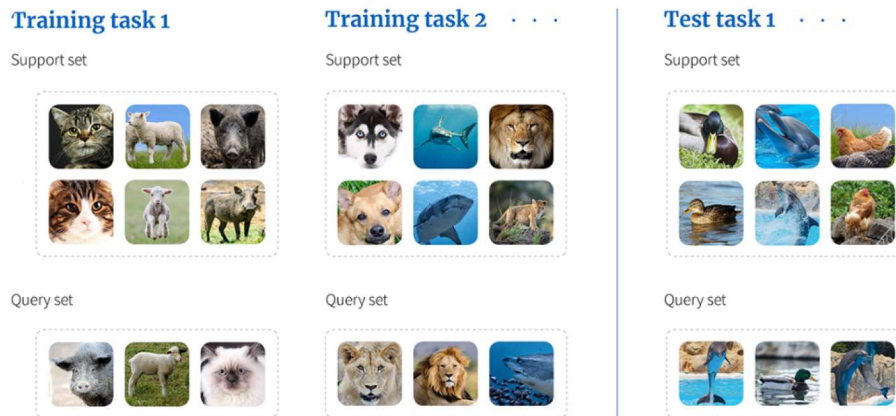 Training task 1
Support set
Query set
Training task 2 · · ·
Support set
Query set
Test task 1 · · ·
Support set
Query set